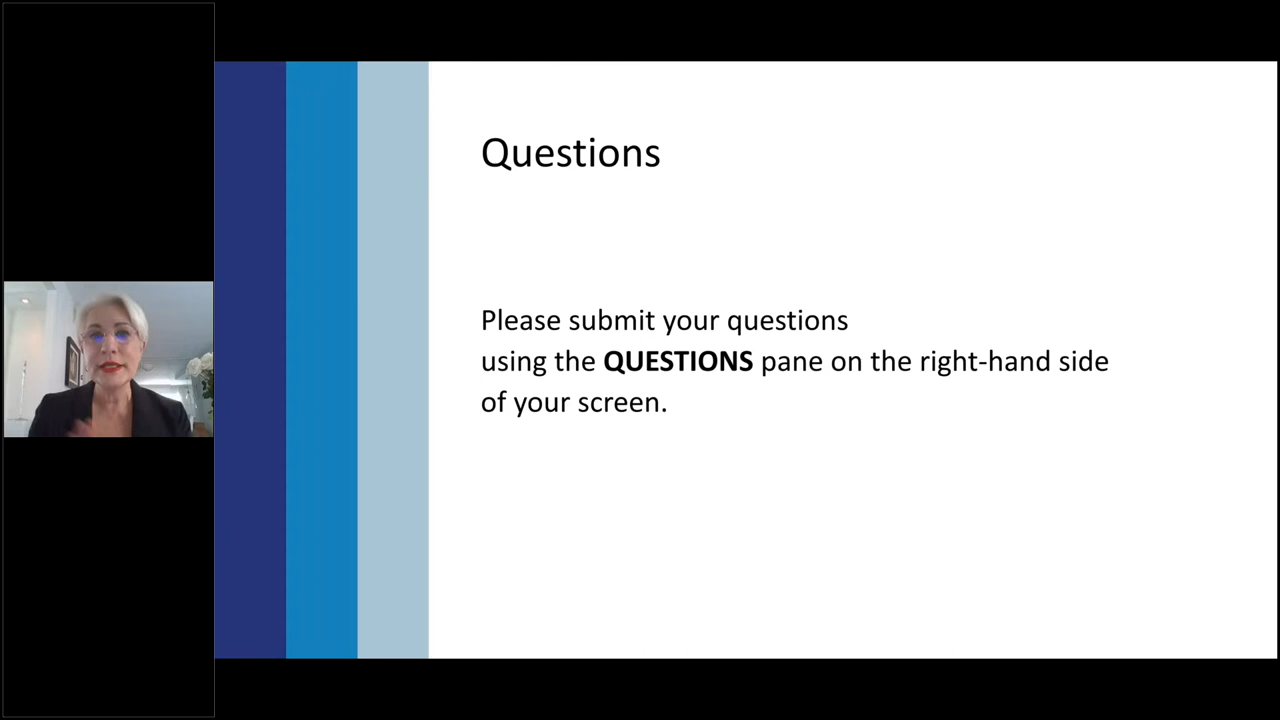 Questions
Please submit your questions
using the QUESTIONS pane on the right-hand side
of your screen.